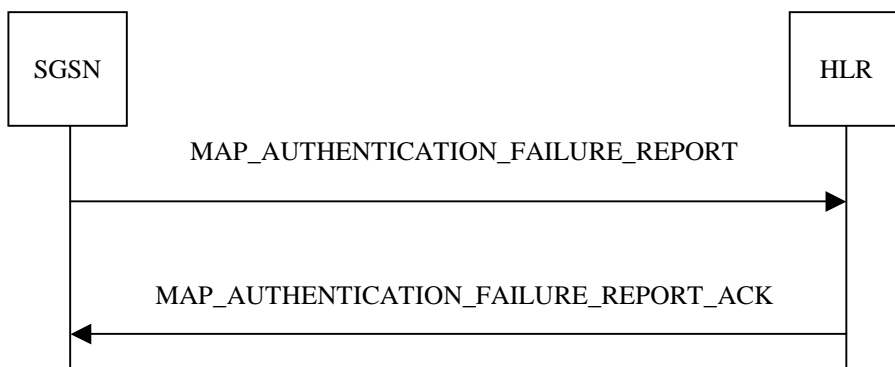 SGSN
HLR
MAP_AUTHENTICATION_FAILURE_REPORT
MAP_AUTHENTICATION_FAILURE_REPORT_ACK